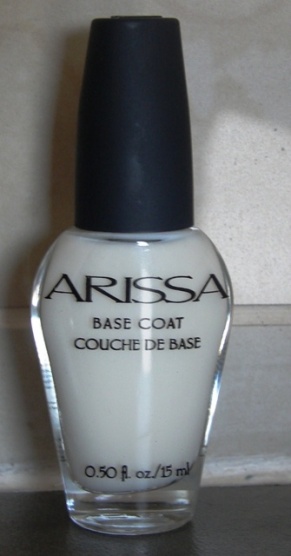 ARISSA
BASE COAT
COUCHE DE BASE
0.50 fl. oz./15 ml